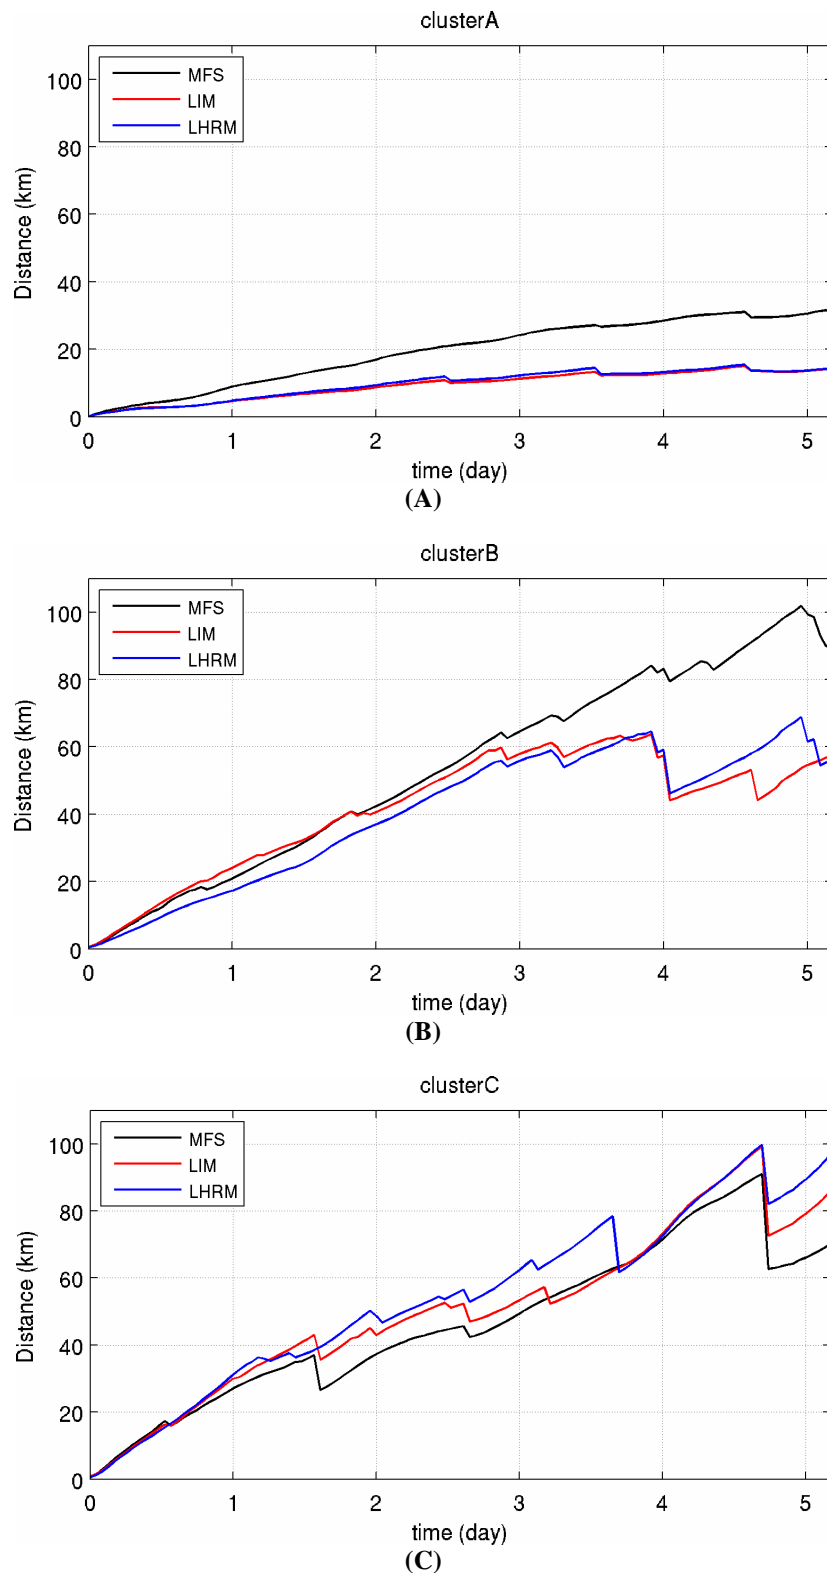 clusterA
MFS
LIM
LHRM
100
80
60
40
20
0
Distance (km)
0 1 2 3 4 5
time (day)
(A)
clusterB
MFS
LIM
LHRM
100
80
60
40
20
0
Distance (km)
0 1 2 3 4 5
time (day)
(B)
clusterC
MFS
LIM
LHRM
100
80
60
40
20
0
Distance (km)
0 1 2 3 4 5
time (day)
(C)